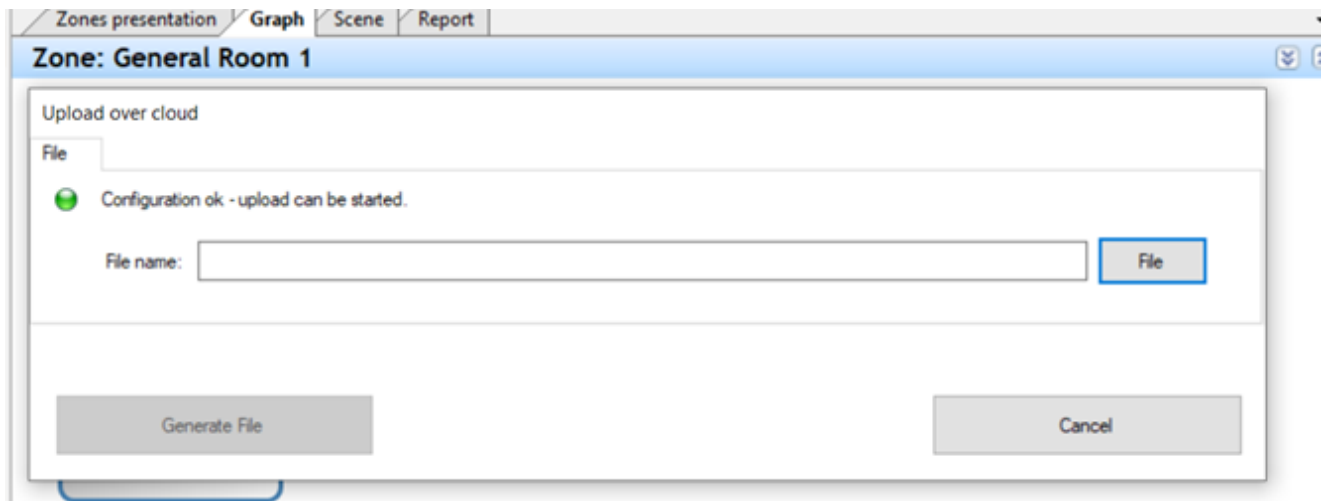 Zones presentation Graph Scene Report
Zone: General Room 1
Upload over cloud
File
Configuration ok - upload can be started.
File name: File
Generate File Cancel